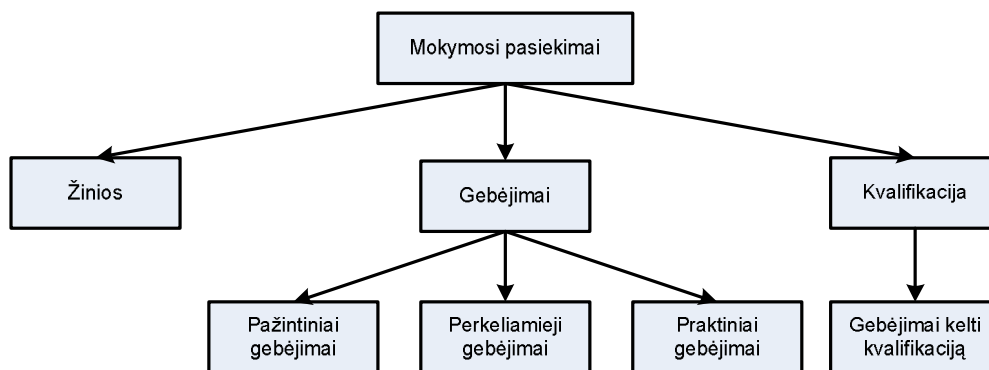 Mokymosi pasiekimai
Žinios
Gebėjimai
Kvalifikacija
Pažintiniai
gebėjimai
Perkeliamieji
gebėjimai
Praktiniai
gebėjimai
Gebėjimai kelti
kvalifikaciją